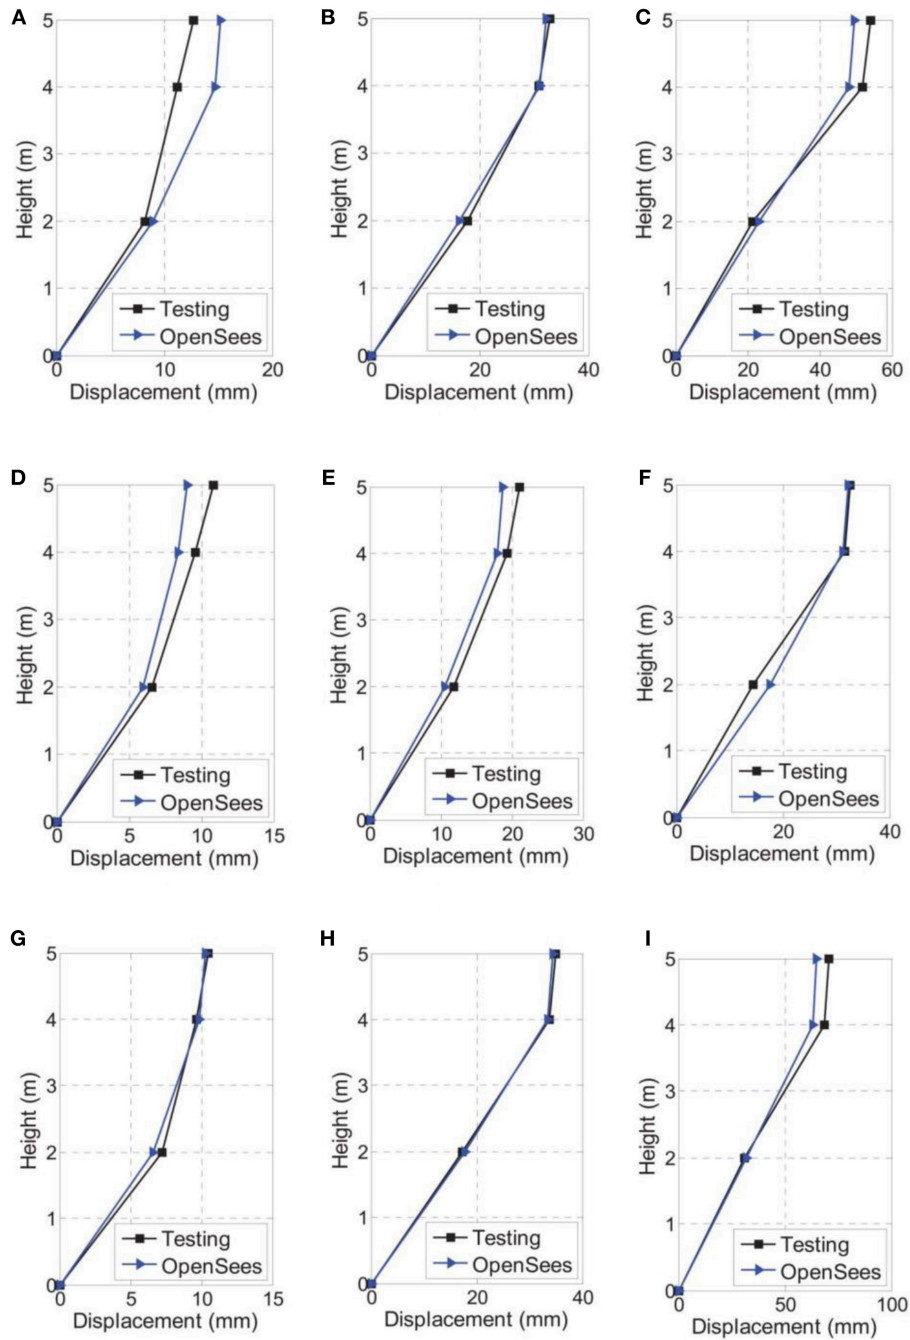 A
5
4
3
2
1
0
Height (m)
Testing
OpenSees
0
10
20
Displacement (mm)
B
5
4
3
2
1
0
Height (m)
Testing
OpenSees
0
20
40
Displacement (mm)
C
5
4
3
2
1
0
Height (m)
Testing
OpenSees
0
20
40
60
Displacement (mm)
D
5
4
3
2
1
0
Height (m)
Testing
OpenSees
0
5
10
15
Displacement (mm)
E
5
4
3
2
1
0
Height (m)
Testing
OpenSees
0
10
20
30
Displacement (mm)
F
5
4
3
2
1
0
Height (m)
Testing
OpenSees
0
20
40
Displacement (mm)
G
5
4
3
2
1
0
Height (m)
Testing
OpenSees
0
5
10
15
Displacement (mm)
H
5
4
3
2
1
0
Height (m)
Testing
OpenSees
0
20
40
Displacement (mm)
I
5
4
3
2
1
0
Height (m)
Testing
OpenSees
0
50
100
Displacement (mm)